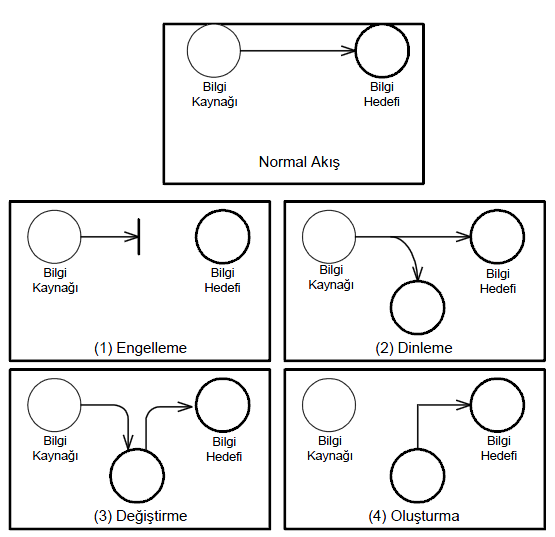 Bilgi
Kaynağı
Bilgi
Hedefi
Normal Akış
Bilgi
Kaynağı
Bilgi
Hedefi
(1) Engelleme
Bilgi
Kaynağı
Bilgi
Hedefi
(2) Dinleme
Bilgi
Kaynağı
Bilgi
Hedefi
(3) Değiştirme
Bilgi
Kaynağı
Bilgi
Hedefi
(4) Oluşturma